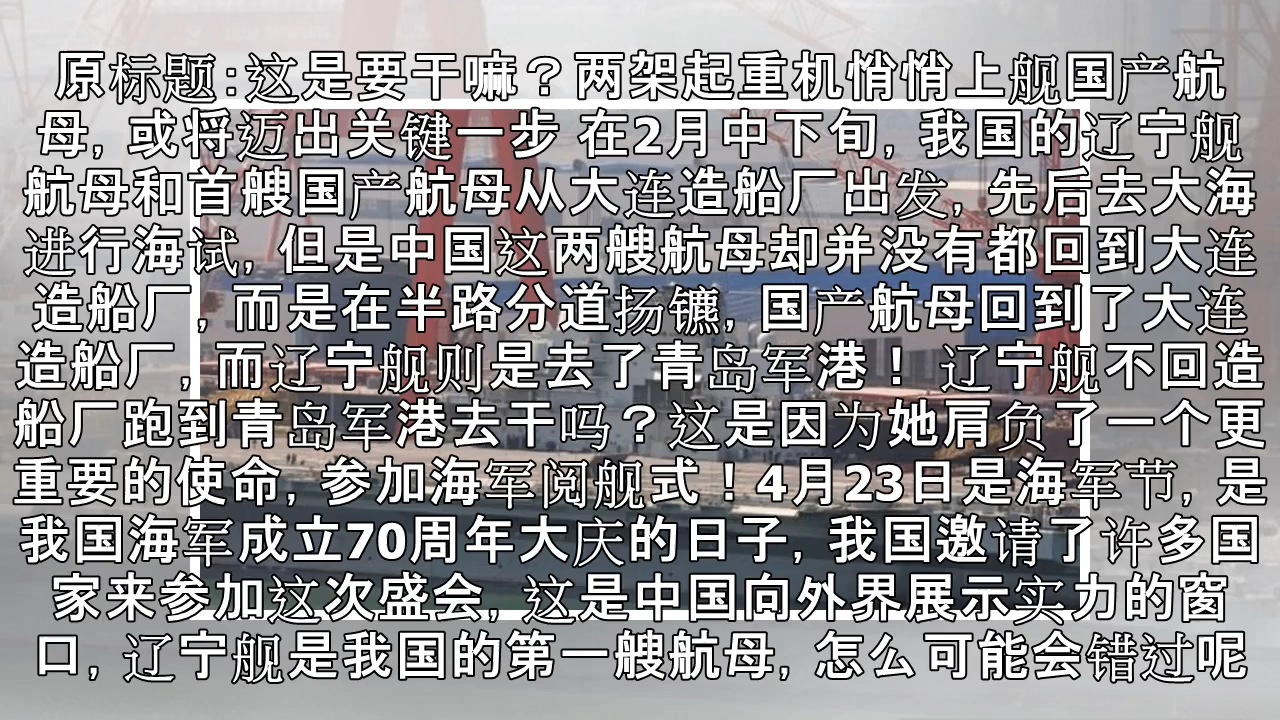 原标题:这是要干嘛？两架起重机悄悄上舰国产航
母, 或将迈出关键一步 在2月中下旬, 我国的辽宁舰
航母和首艘国产航母从大连造船厂出发, 先后去大海
进行海试, 但是中国这两艘航母却并没有都回到大连
造船厂, 而是在半路分道扬镳, 国产航母回到了大连
造船厂, 而辽宁舰则是去了青岛军港！ 辽宁舰不回造
船厂跑到青岛军港去干吗？这是因为她肩负了一个更
重要的使命, 参加海军阅舰式！4月23日是海军节, 是
我国海军成立70周年大庆的日子, 我国邀请了许多国
家来参加这次盛会, 这是中国向外界展示实力的窗
口, 辽宁舰是我国的第一艘航母, 怎么可能会错过呢